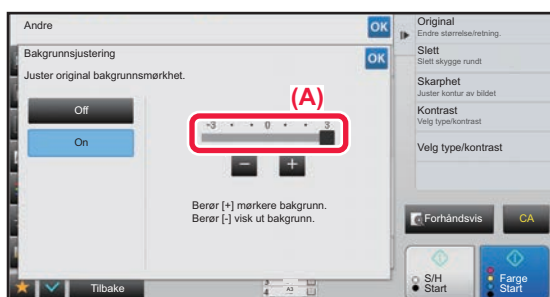 Andre
OK
Bakgrunnsjustering
OK
Juster original bakgrunnsmørkhet.
(A)
Off
On
-3 • • 0 • • 3
− +
Berør [+] mørkere bakgrunn.
Berør [-] visk ut bakgrunn.
Tilbake
A3
Original
Endre størrelse/retning.
Slett
Slett skygge rundt
Skarphet
Juster kontur av bildet
Kontrast
Velg type/kontrast
Velg type/kontrast
Forhåndsvis
CA
S/H
Start
Farge
Start